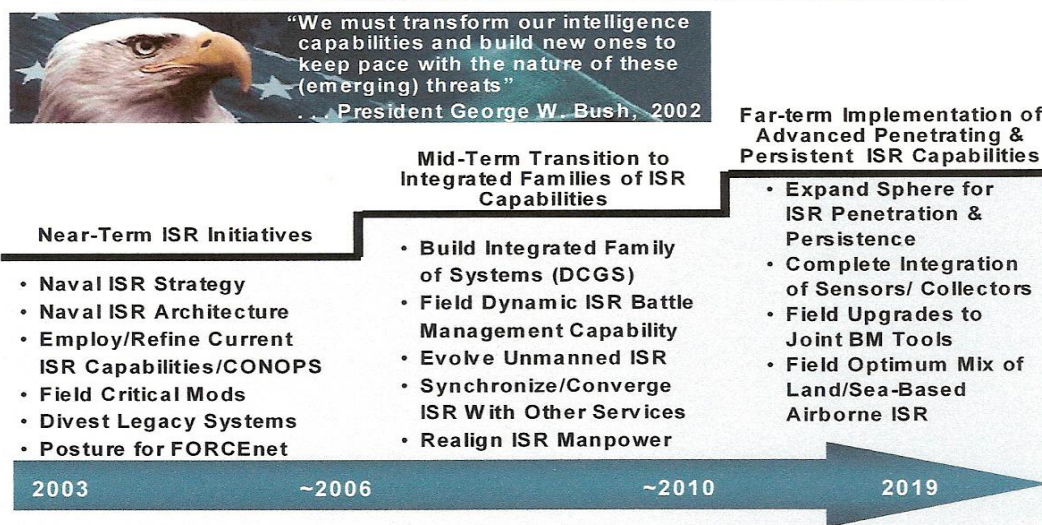 “We must transform our intelligence
capabilities and build new ones to
keep pace with the nature of these
(emerging) threats”
. . . President George W. Bush, 2002
Near-Term ISR Initiatives
• Naval ISR Strategy
• Naval ISR Architecture
• Employ/Refine Current
ISR Capabilities/CONOPS
• Field Critical Mods
• Divest Legacy Systems
• Posture for FORCEnet
Mid-Term Transition to
Integrated Families of ISR
Capabilities
• Build Integrated Family
of Systems (DCGS)
• Field Dynamic ISR Battle
Management Capability
• Evolve Unmanned ISR
• Synchronize/Converge
ISR With Other Services
• Realign ISR Manpower
Far-term Implementation of
Advanced Penetrating &
Persistent ISR Capabilities
• Expand Sphere for
ISR Penetration &
Persistence
• Complete Integration
of Sensors/ Collectors
• Field Upgrades to
Joint BM Tools
• Field Optimum Mix of
Land/Sea-Based
Airborne ISR
2003 ~2006 ~2010 2019